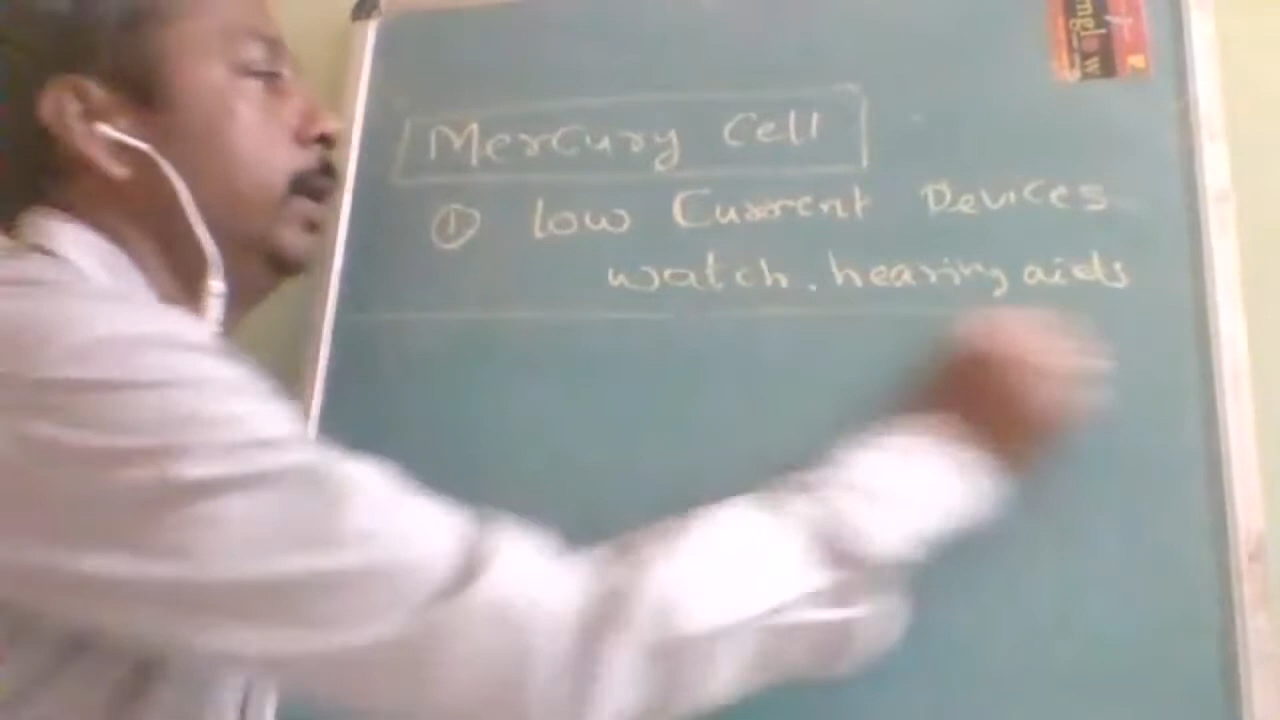 Mercury Cell
① Low Current Devices
watch, hearing aids